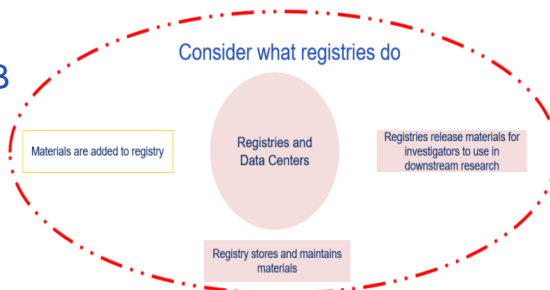 Consider what registries do
B
Materials are added to registry
Registries and
Data Centers
Registries release materials for
investigators to use in
downstream research
Registry stores and maintains
materials